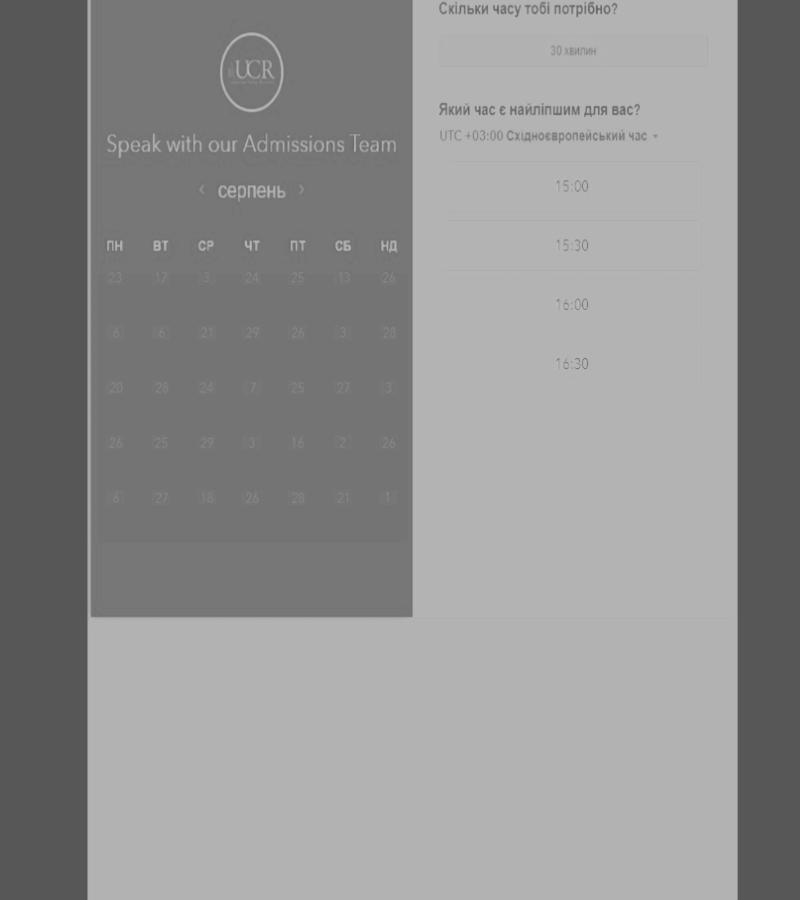 UCR
Speak with our Admissions Team
серпень
ПН ВТ СР ЧТ ПТ СБ НД
23 17 3 24 25 13 26
6 6 21 29 26 3 28
20 28 24 7 25 27 3
26 25 29 3 16 2 26
6 27 18 26 28 21 1
Скільки часу тобі потрібно?
30 хвилин
Який час є найліпшим для вас?
UTC +03:00 Східноєвропейський час
15:00
15:30
16:00
16:30